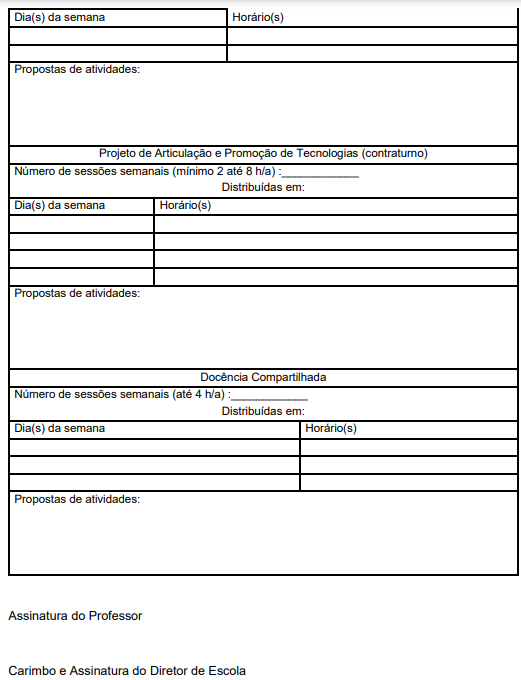 Dia(s) da semana Horário(s)
Propostas de atividades:
Projeto de Articulação e Promoção de Tecnologias (contraturno)
Número de sessões semanais (mínimo 2 até 8 h/a) :____________
Distribuídas em:
Dia(s) da semana Horário(s)
Propostas de atividades:
Docência Compartilhada
Número de sessões semanais (até 4 h/a) :____________
Distribuídas em:
Dia(s) da semana Horário(s)
Propostas de atividades:
Assinatura do Professor
Carimbo e Assinatura do Diretor de Escola